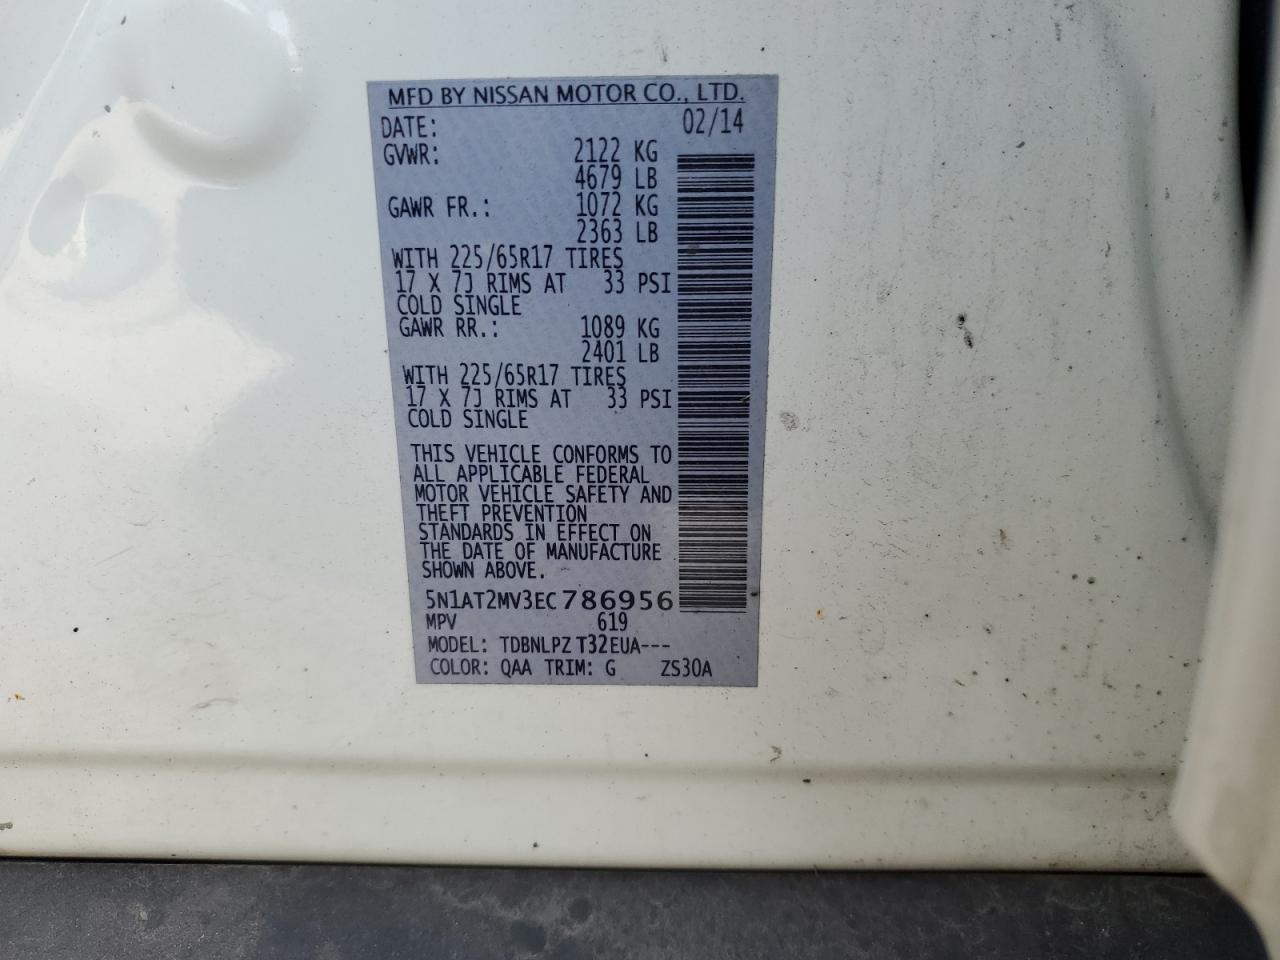 MFD BY NISSAN MOTOR CO., LTD.
DATE: 02/14
GVWR: 2122 KG
4679 LB
GAWR FR.: 1072 KG
2363 LB
WITH 225/65R17 TIRES
17 X 7J RIMS AT 33 PSI
COLD SINGLE
GAWR RR.: 1089 KG
2401 LB
WITH 225/65R17 TIRES
17 X 7J RIMS AT 33 PSI
COLD SINGLE
THIS VEHICLE CONFORMS TO
ALL APPLICABLE FEDERAL
MOTOR VEHICLE SAFETY AND
THEFT PREVENTION
STANDARDS IN EFFECT ON
THE DATE OF MANUFACTURE
SHOWN ABOVE.
5N1AT2MV3EC786956
MPV 619
MODEL: TDBNLPZ T32EUA---
COLOR: QAA TRIM: G ZS30A